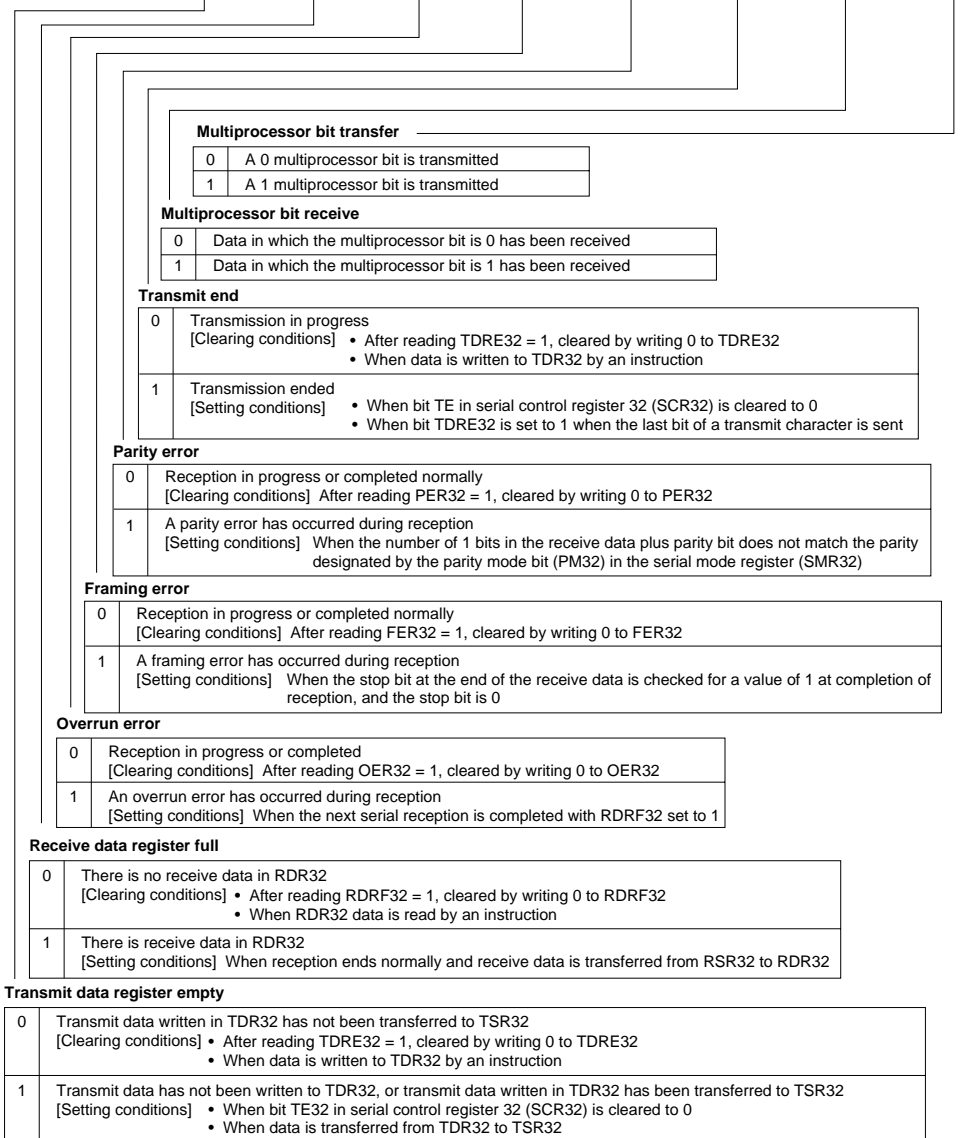 Multiprocessor bit transfer
0 A 0 multiprocessor bit is transmitted
1 A 1 multiprocessor bit is transmitted
Multiprocessor bit receive
0 Data in which the multiprocessor bit is 0 has been received
1 Data in which the multiprocessor bit is 1 has been received
Transmit end
0 Transmission in progress
[Clearing conditions] • After reading TDRE32 = 1, cleared by writing 0 to TDRE32
• When data is written to TDR32 by an instruction
1 Transmission ended
[Setting conditions] • When bit TE in serial control register 32 (SCR32) is cleared to 0
• When bit TDRE32 is set to 1 when the last bit of a transmit character is sent
Parity error
0 Reception in progress or completed normally
[Clearing conditions] After reading PER32 = 1, cleared by writing 0 to PER32
1 A parity error has occurred during reception
[Setting conditions] When the number of 1 bits in the receive data plus parity bit does not match the parity
designated by the parity mode bit (PM32) in the serial mode register (SMR32)
Framing error
0 Reception in progress or completed normally
[Clearing conditions] After reading FER32 = 1, cleared by writing 0 to FER32
1 A framing error has occurred during reception
[Setting conditions] When the stop bit at the end of the receive data is checked for a value of 1 at completion of
reception, and the stop bit is 0
Overrun error
0 Reception in progress or completed
[Clearing conditions] After reading OER32 = 1, cleared by writing 0 to OER32
1 An overrun error has occurred during reception
[Setting conditions] When the next serial reception is completed with RDRF32 set to 1
Receive data register full
0 There is no receive data in RDR32
[Clearing conditions] • After reading RDRF32 = 1, cleared by writing 0 to RDRF32
• When RDR32 data is read by an instruction
1 There is receive data in RDR32
[Setting conditions] When reception ends normally and receive data is transferred from RSR32 to RDR32
Transmit data register empty
0 Transmit data written in TDR32 has not been transferred to TSR32
[Clearing conditions] • After reading TDRE32 = 1, cleared by writing 0 to TDRE32
• When data is written to TDR32 by an instruction
1 Transmit data has not been written to TDR32, or transmit data written in TDR32 has been transferred to TSR32
[Setting conditions] • When bit TE32 in serial control register 32 (SCR32) is cleared to 0
• When data is transferred from TDR32 to TSR32